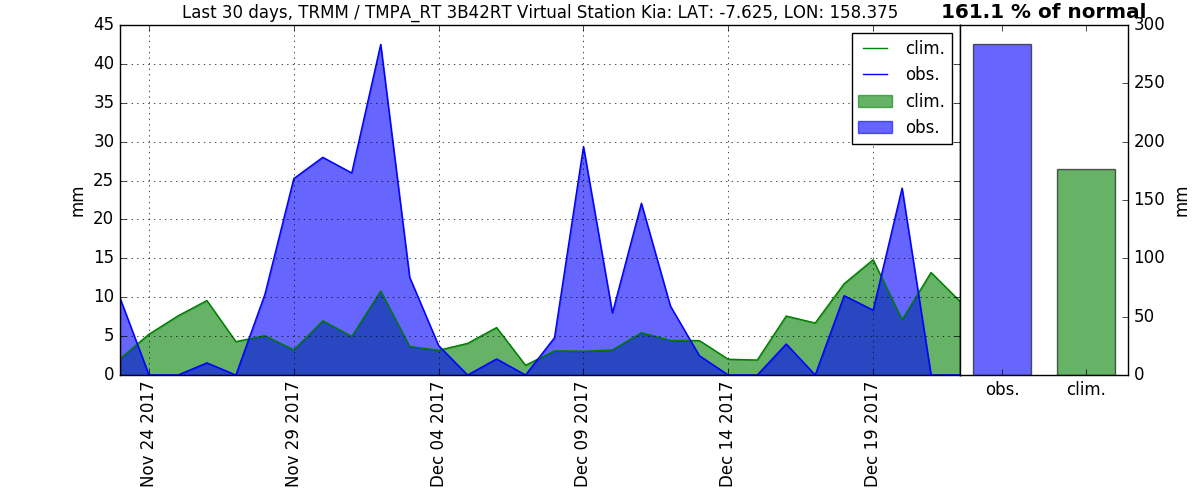 Last 30 days, TRMM / TMPA_RT 3B42RT Virtual Station Kia: LAT: -7.625, LON: 158.375
161.1 % of normal
45
40
35
30
25
20
15
10
5
0
mm
Nov 24 2017
Nov 29 2017
Dec 04 2017
Dec 09 2017
Dec 14 2017
Dec 19 2017
clim.
obs.
clim.
obs.
300
250
200
150
100
50
0
mm
obs.
clim.